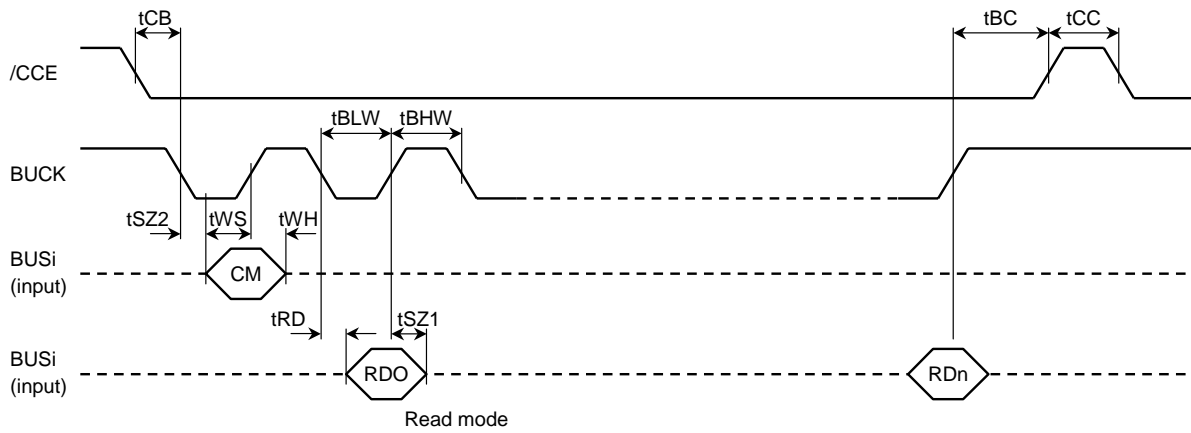 tCB
tBC
tCC
/CCE
tBLW
tBHW
BUCK
tSZ2
tWS
tWH
BUSi
(input)
CM
tRD
tSZ1
BUSi
(input)
RDO
RDn
Read mode